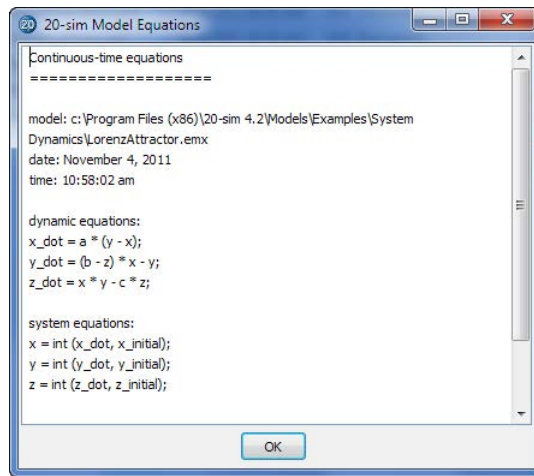 20 20-sim Model Equations
Continuous-time equations
===================
model: c:\Program Files (x86)\20-sim 4.2\Models\Examples\System
Dynamics\LorenzAttractor.emx
date: November 4, 2011
time: 10:58:02 am
dynamic equations:
x_dot = a * (y - x);
y_dot = (b - z) * x - y;
z_dot = x * y - c * z;
system equations:
x = int (x_dot, x_initial);
y = int (y_dot, y_initial);
z = int (z_dot, z_initial);
OK